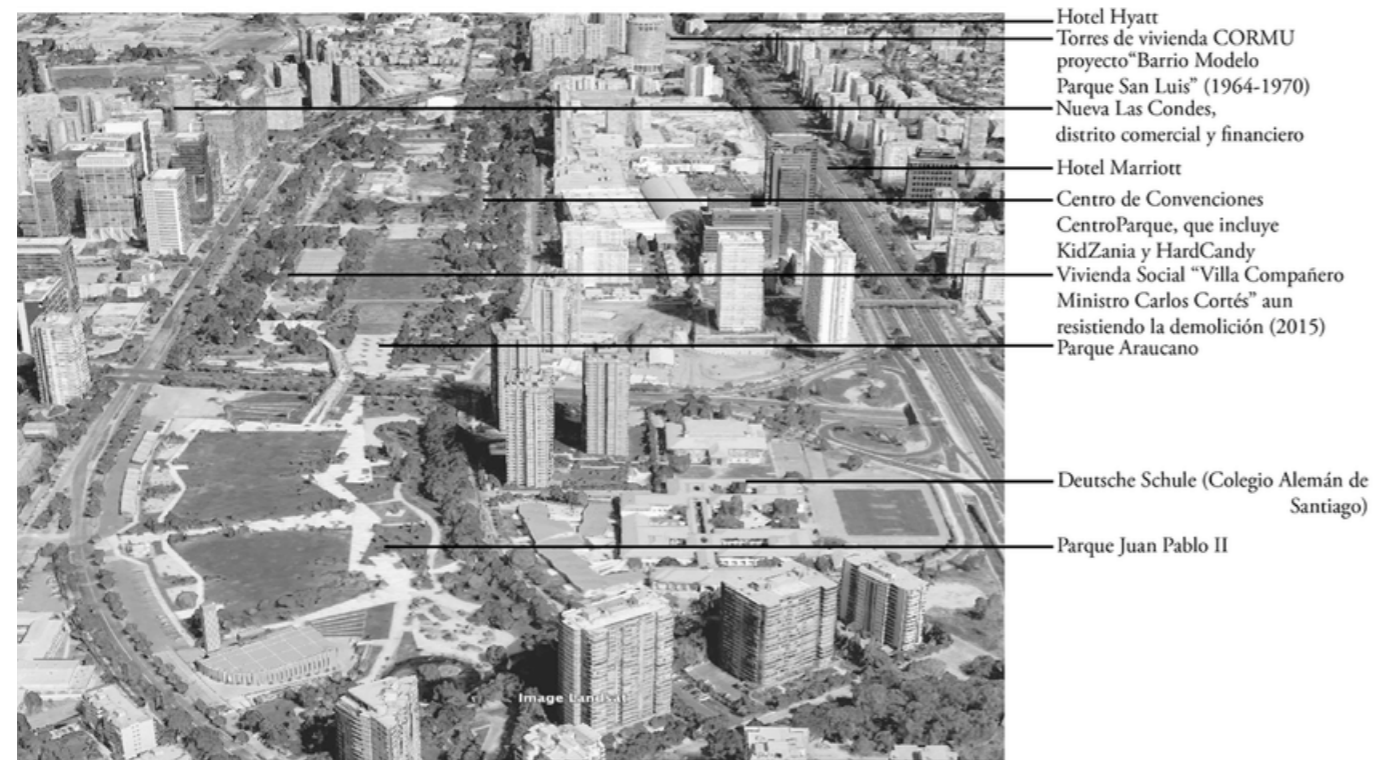 Hotel Hyatt
Torres de vivienda CORMU
proyecto“Barrio Modelo
Parque San Luis” (1964-1970)
Nueva Las Condes,
distrito comercial y financiero
Hotel Marriott
Centro de Convenciones
CentroParque, que incluye
KidZania y HardCandy
Vivienda Social “Villa Compañero
Ministro Carlos Cortés” aun
resistiendo la demolición (2015)
Parque Araucano
Deutsche Schule (Colegio Alemán de
Santiago)
Parque Juan Pablo II
Image Landsat